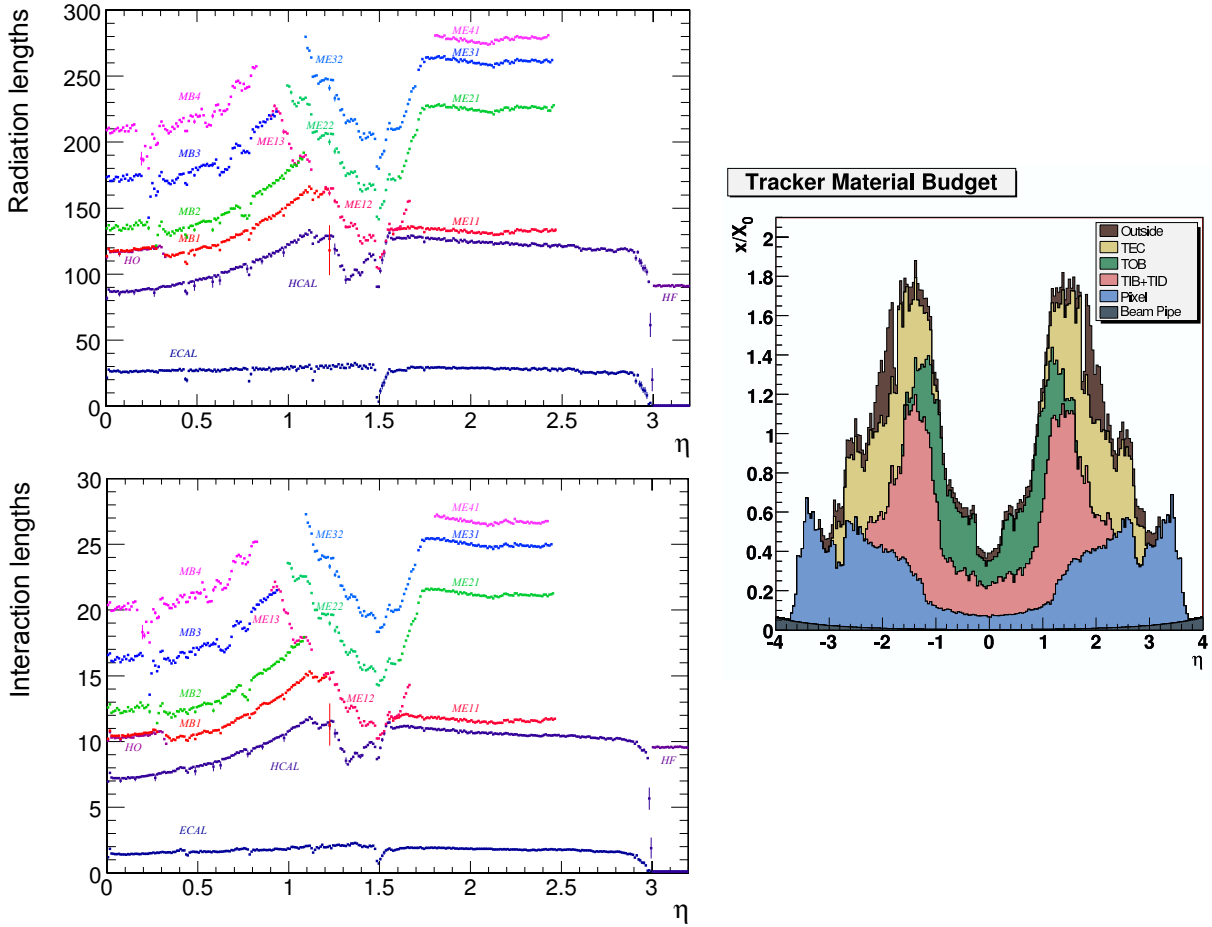 Radiation lengths
300
250
200
150
100
50
0
ME41
ME32
ME31
MB4
ME21
ME22
MB3
ME13
MB2
ME12
ME11
MB1
HO
HCAL
HF
ECAL
0 0.5 1 1.5 2 2.5 3
η
Interaction lengths
30
25
20
15
10
5
0
ME41
ME32
ME31
MB4
ME21
ME22
ME13
MB3
MB2
ME12
ME11
MB1
HO
HCAL
HF
ECAL
0 0.5 1 1.5 2 2.5 3
η
Tracker Material Budget
x/X0
2
1.8
1.6
1.4
1.2
1
0.8
0.6
0.4
0.2
0
Outside
TEC
TOB
TIB+TID
Pixel
Beam Pipe
-4 -3 -2 -1 0 1 2 3 4
η